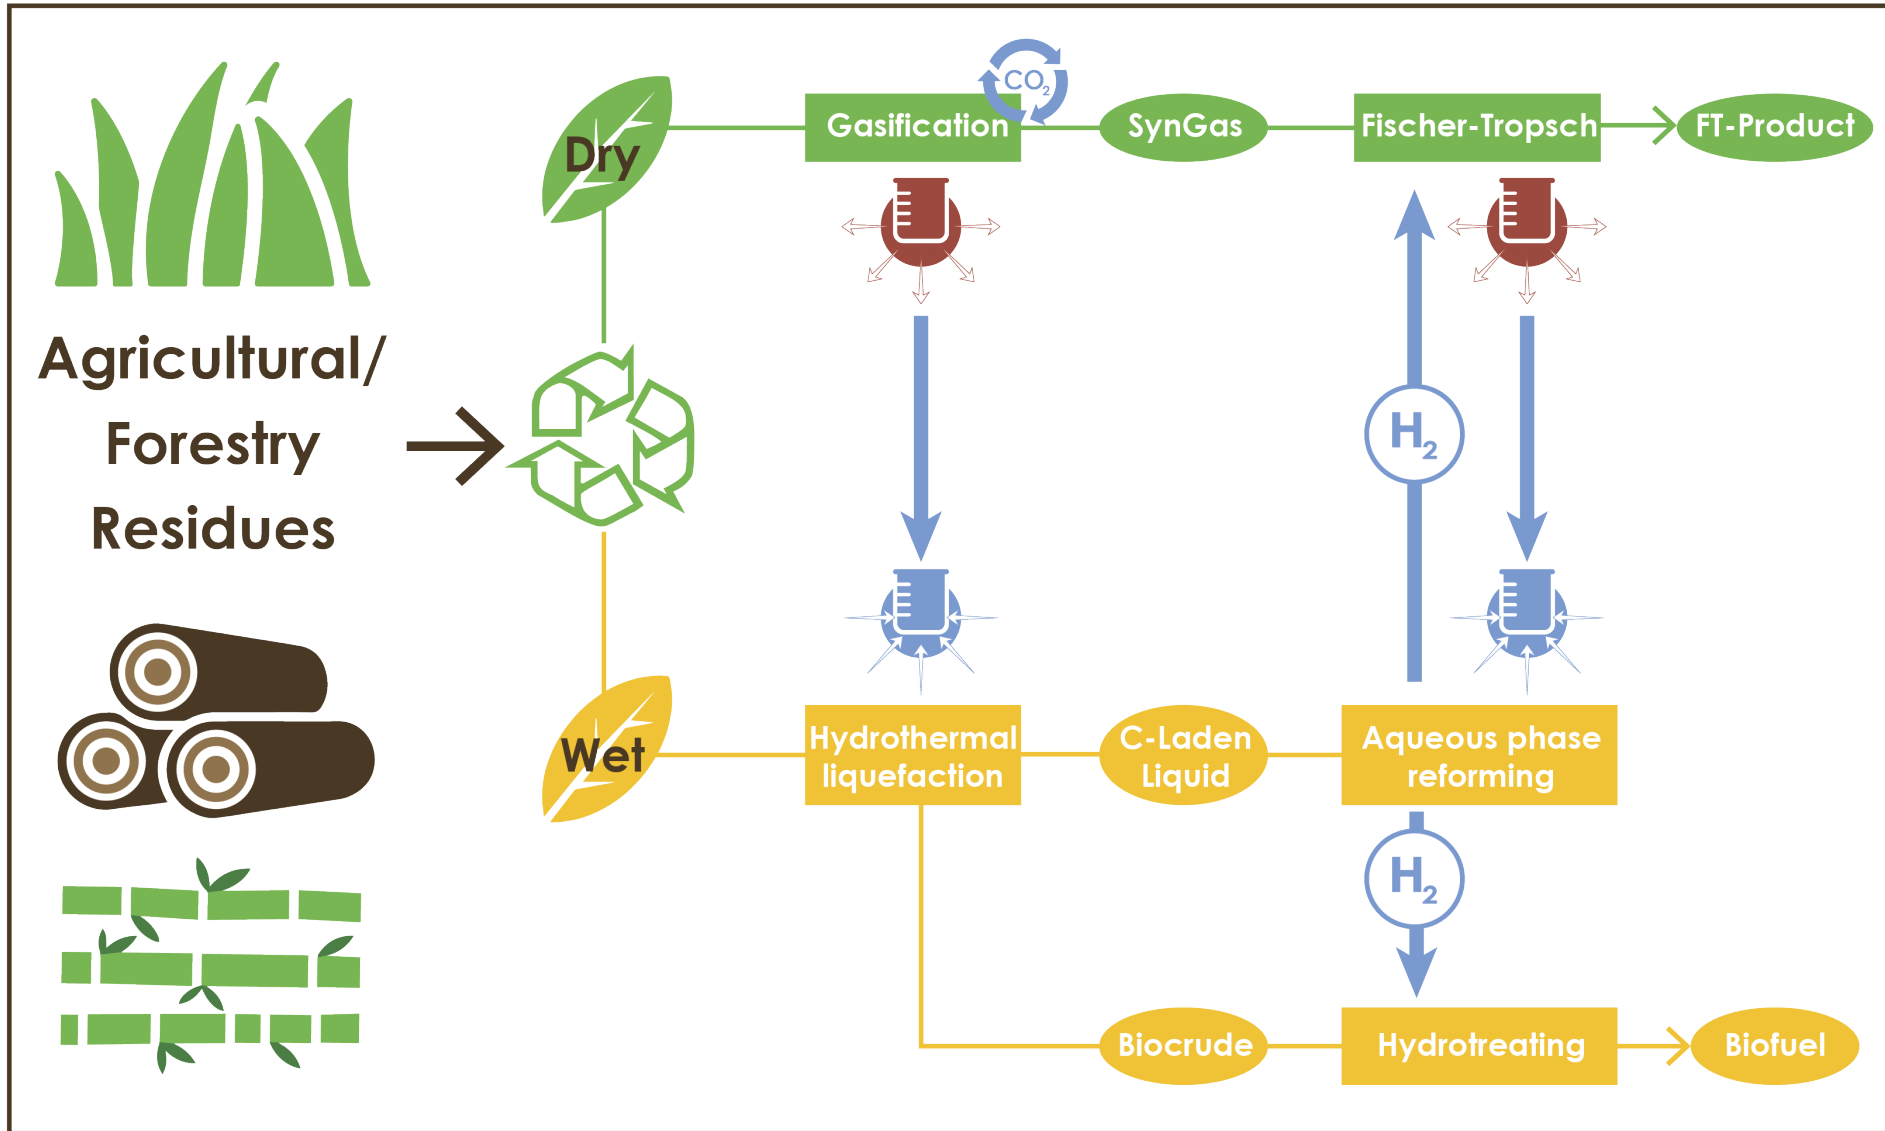 Agricultural/
Forestry
Residues
Dry
Gasification
CO₂
SynGas
Fischer-Tropsch
FT-Product
H₂
Wet
Hydrothermal
liquefaction
C-Laden
Liquid
Aqueous phase
reforming
H₂
Biocrude
Hydrotreating
Biofuel